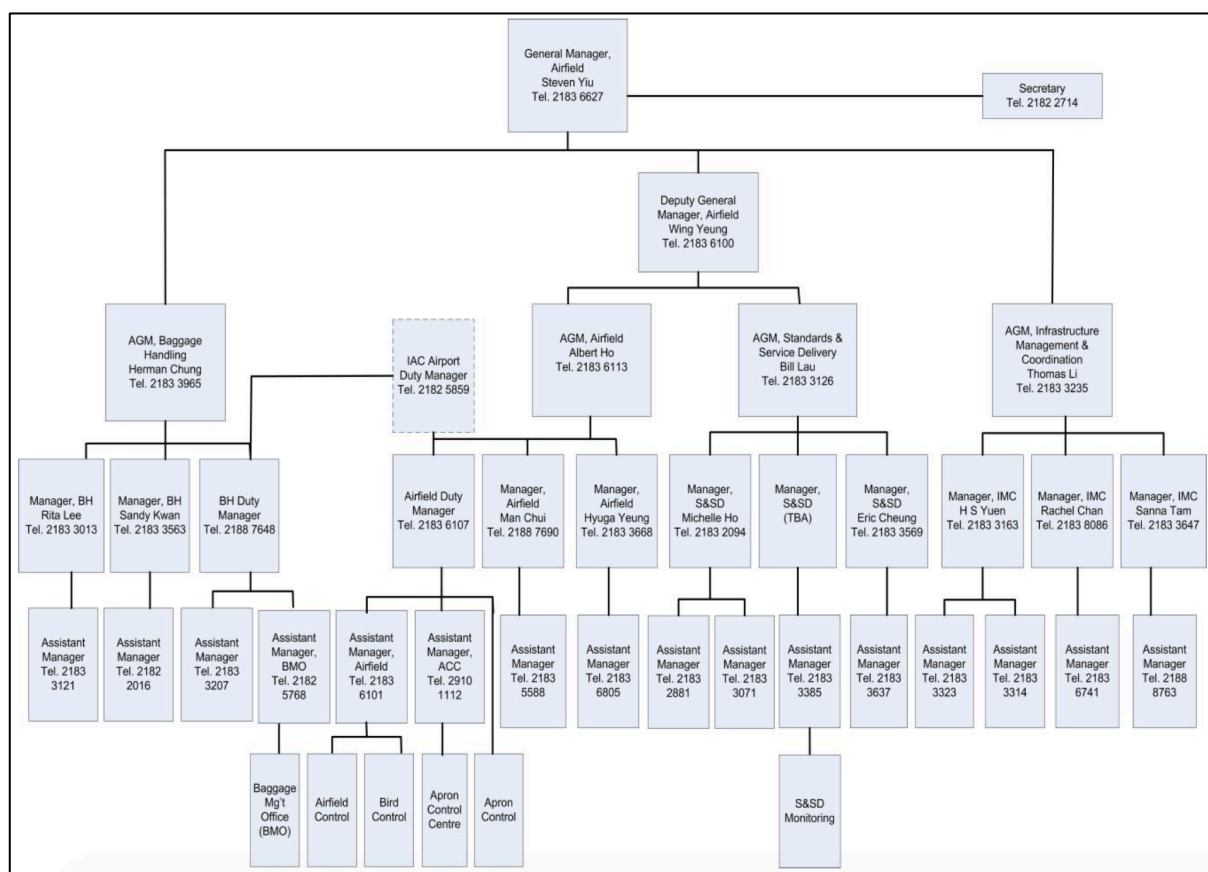 General Manager,
Airfield
Steven Yiu
Tel. 2183 6627
Secretary
Tel. 2182 2714
Deputy General
Manager, Airfield
Wing Yeung
Tel. 2183 6100
AGM, Baggage
Handling
Herman Chung
Tel. 2183 3965
IAC Airport
Duty Manager
Tel. 2182 5859
AGM, Airfield
Albert Ho
Tel. 2183 6113
AGM, Standards &
Service Delivery
Bill Lau
Tel. 2183 3126
AGM, Infrastructure
Management &
Coordination
Thomas Li
Tel. 2183 3235
Manager, BH
Rita Lee
Tel. 2183 3013
Manager, BH
Sandy Kwan
Tel. 2183 3563
BH Duty
Manager
Tel. 2188 7648
Airfield Duty
Manager
Tel. 2183 6107
Manager,
Airfield
Man Chui
Tel. 2188 7690
Manager,
Airfield
Hyuga Yeung
Tel. 2183 3668
Manager,
S&SD
Michelle Ho
Tel. 2183 2094
Manager,
S&SD
(TBA)
Manager,
S&SD
Eric Cheung
Tel. 2183 3569
Manager, IMC
H S Yuen
Tel. 2183 3163
Manager, IMC
Rachel Chan
Tel. 2183 8086
Manager, IMC
Sanna Tam
Tel. 2183 3647
Assistant
Manager
Tel. 2183
3121
Assistant
Manager
Tel. 2182
2016
Assistant
Manager
Tel. 2183
3207
Assistant
Manager,
BMO
Tel. 2182
5768
Assistant
Manager,
Airfield
Tel. 2183
6101
Assistant
Manager,
ACC
Tel. 2910
1112
Assistant
Manager
Tel. 2183
5588
Assistant
Manager
Tel. 2183
6805
Assistant
Manager
Tel. 2183
2881
Assistant
Manager
Tel. 2183
3071
Assistant
Manager
Tel. 2183
3385
Assistant
Manager
Tel. 2183
3637
Assistant
Manager
Tel. 2183
3323
Assistant
Manager
Tel. 2183
3314
Assistant
Manager
Tel. 2183
6741
Assistant
Manager
Tel. 2188
8763
Baggage
Mg't
Office
(BMO)
Airfield
Control
Bird
Control
Apron
Control
Centre
Apron
Control
S&SD
Monitoring